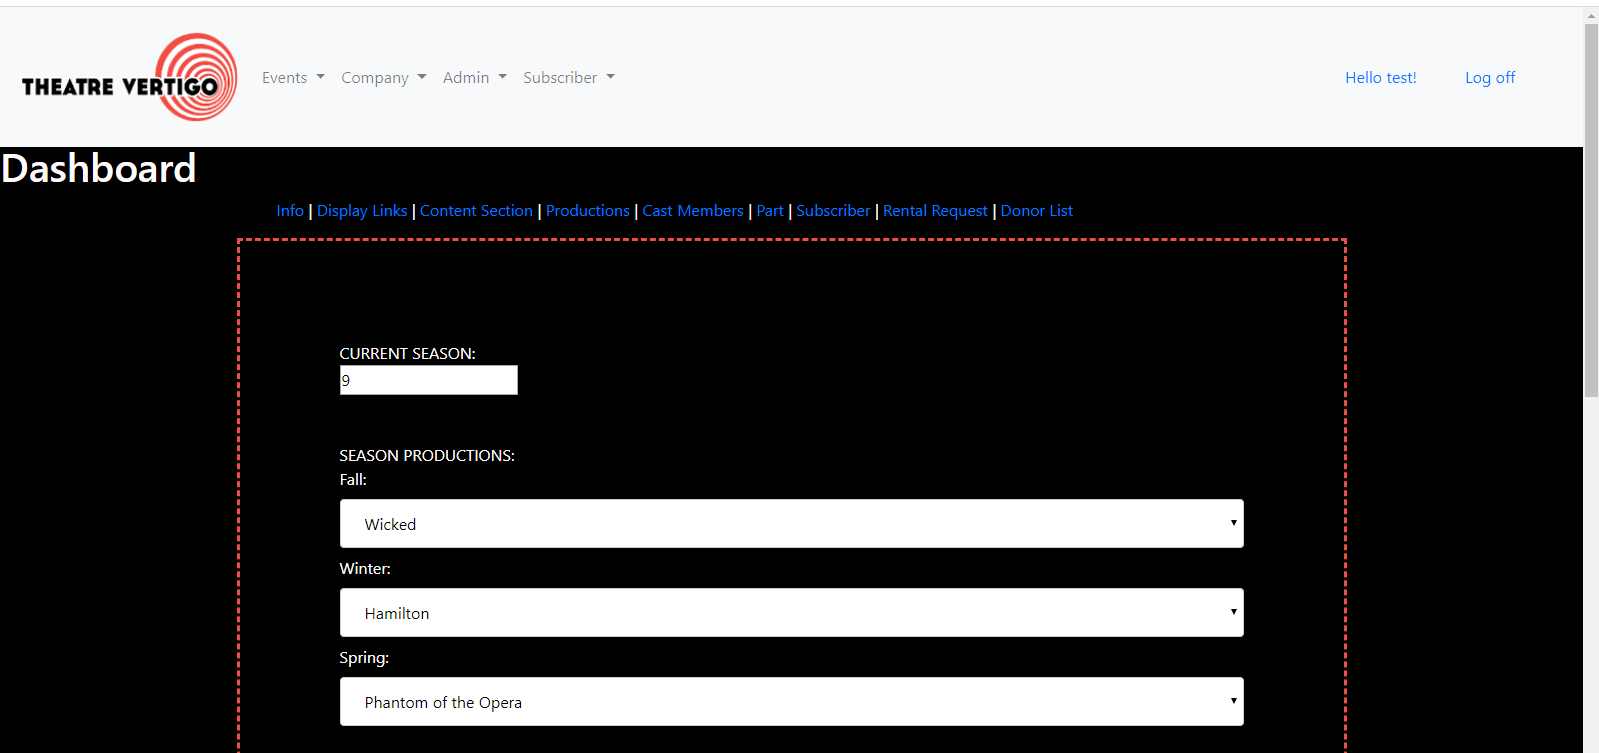 THEATRE VERTIGO Events Company Admin Subscriber Hello test! Log off
Dashboard
Info | Display Links | Content Section | Productions | Cast Members | Part | Subscriber | Rental Request | Donor List
CURRENT SEASON:
9
SEASON PRODUCTIONS:
Fall:
Wicked
Winter:
Hamilton
Spring:
Phantom of the Opera